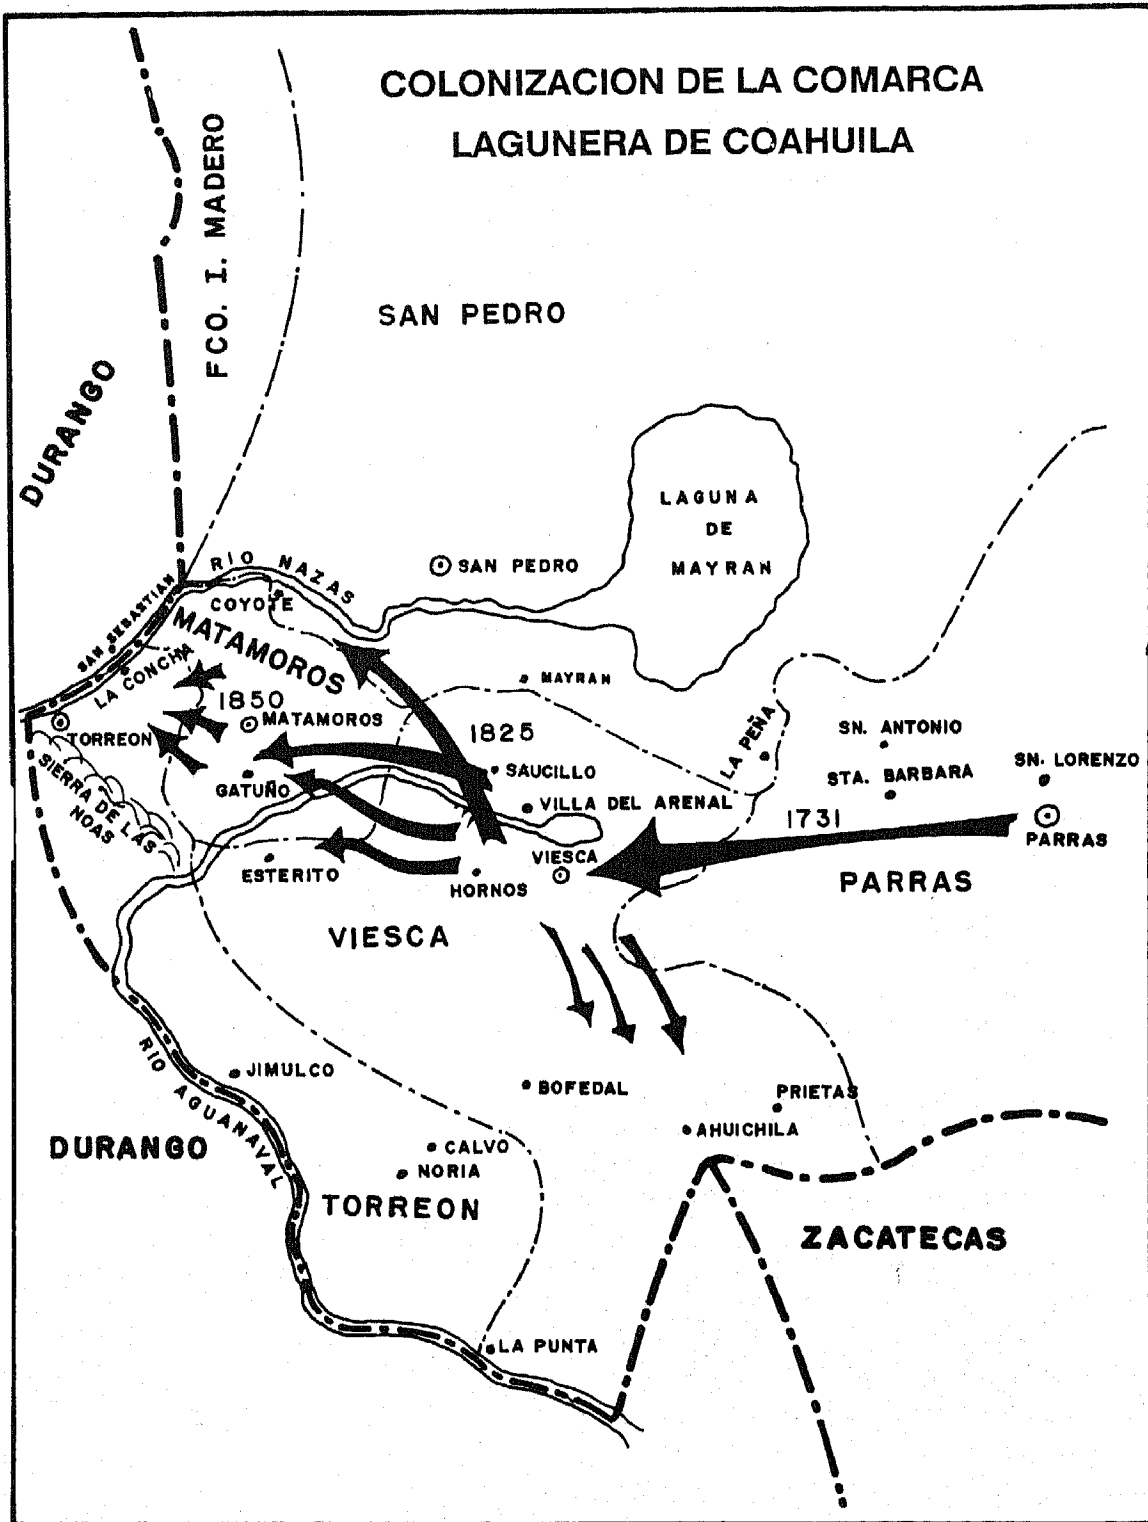 COLONIZACION DE LA COMARCA
LAGUNERA DE COAHUILA
FCO. I. MADERO
SAN PEDRO
DURANGO
LAGUNA
DE
MAYRAN
RIO NAZAS
SAN PEDRO
COYOTE
SAN SEBASTIAN
MATAMOROS
LA CONCHA
MAYRAN
1850
MATAMOROS
1825
LA PEÑA
SN. ANTONIO
TORREON
SAUCILLO
STA. BARBARA
SN. LORENZO
SIERRA DE LAS
NOAS
GATUÑO
VILLA DEL ARENAL
1731
PARRAS
VIESCA
ESTERITO
HORNOS
PARRAS
VIESCA
JIMULCO
RIO AGUANAVAL
BOFEDAL
PRIETAS
AHUICHILA
DURANGO
CALVO
NORIA
TORREON
ZACATECAS
LA PUNTA